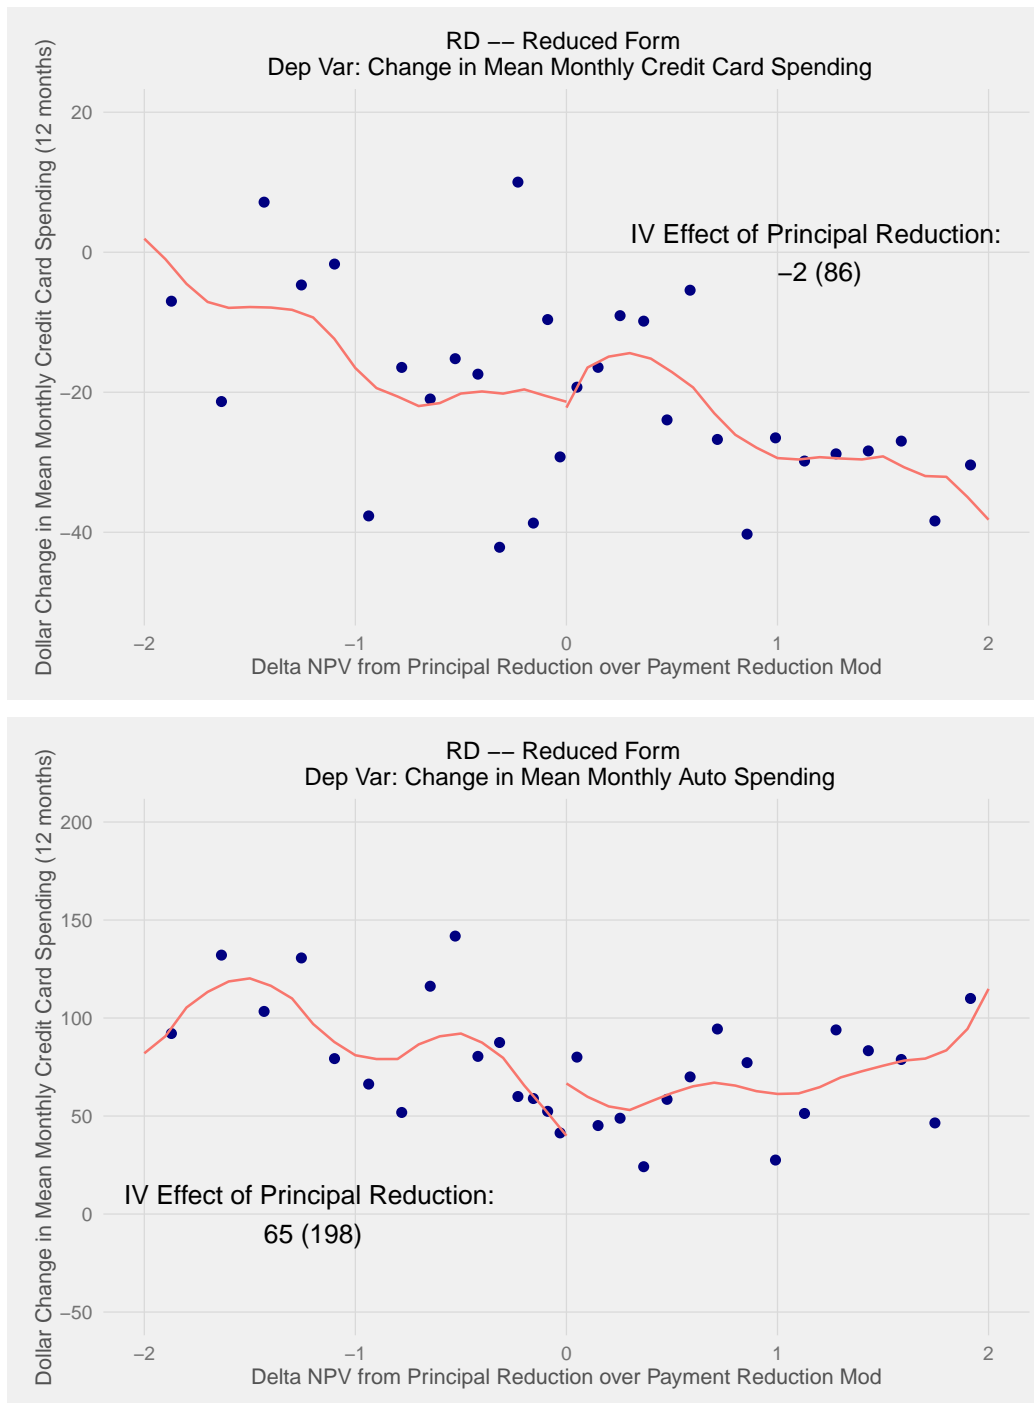 RD −− Reduced Form
Dep Var: Change in Mean Monthly Credit Card Spending
Dollar Change in Mean Monthly Credit Card Spending (12 months)
20
0
−20
−40
IV Effect of Principal Reduction:
−2 (86)
−2
−1
0
1
2
Delta NPV from Principal Reduction over Payment Reduction Mod
RD −− Reduced Form
Dep Var: Change in Mean Monthly Auto Spending
Dollar Change in Mean Monthly Credit Card Spending (12 months)
200
150
100
50
0
−50
IV Effect of Principal Reduction:
65 (198)
−2
−1
0
1
2
Delta NPV from Principal Reduction over Payment Reduction Mod